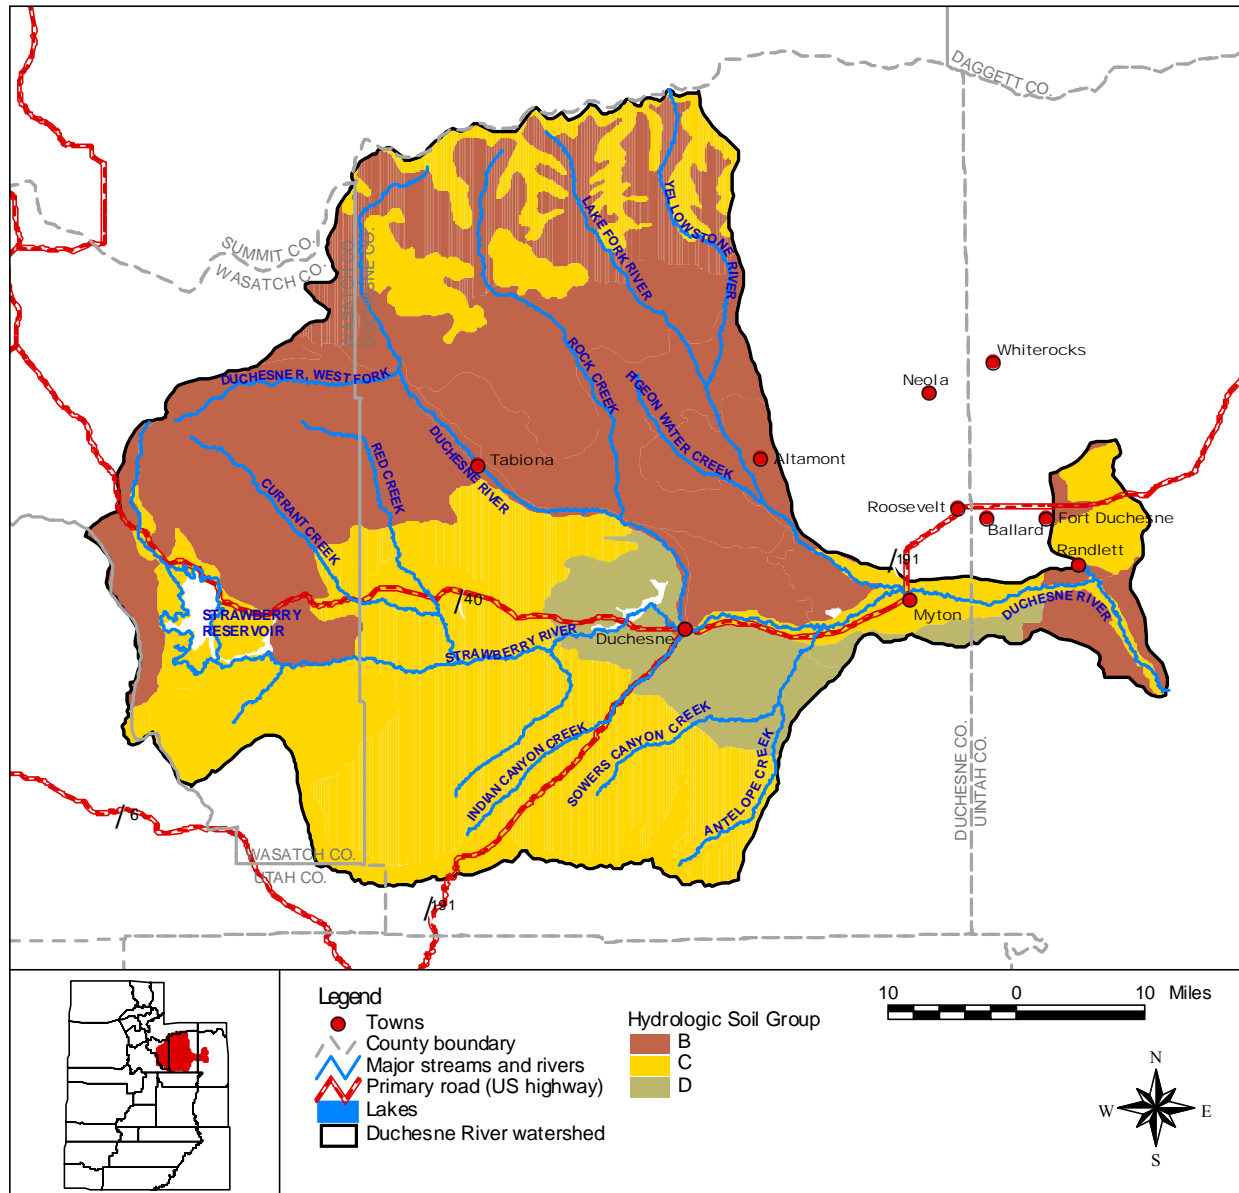 DAGGETT CO.
SUMMIT CO.
WASATCH CO.
WASATCH CO.
DUCHESNE CO.
YELLOWSTONE RIVER
LAKE FORK RIVER
ROCK CREEK
PIGEON WATER CREEK
DUCHESNE R, WEST FORK
DUCHESNE RIVER
RED CREEK
CURRANT CREEK
Whiterocks
Neola
Tabiona
Altamont
Roosevelt
Ballard
Fort Duchesne
Randlett
191
40
STRAWBERRY
RESERVOIR
STRAWBERRY RIVER
Duchesne
Myton
DUCHESNE RIVER
INDIAN CANYON CREEK
SOWERS CANYON CREEK
ANTELOPE CREEK
DUCHESNE CO.
UINTAH CO.
6
WASATCH CO.
UTAH CO.
191
Legend
Towns
County boundary
Major streams and rivers
Primary road (US highway)
Lakes
Duchesne River watershed
Hydrologic Soil Group
B
C
D
10 0 10 Miles
N
W E
S